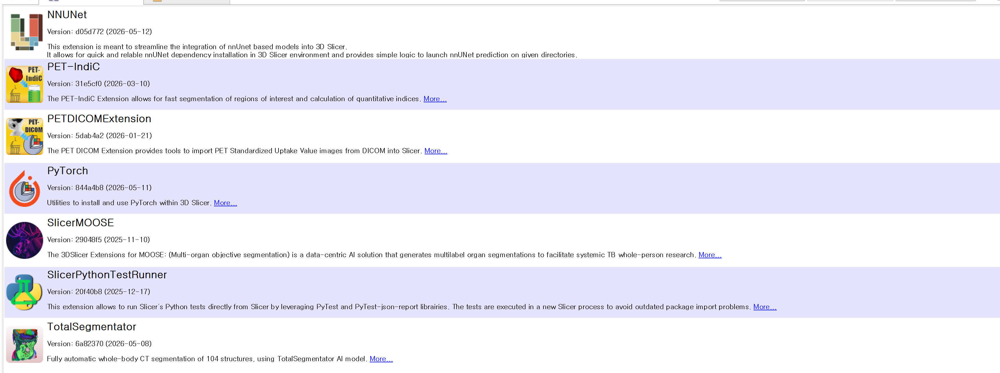 NNUNet
Version: d05d772 (2026-05-12)
This extension is meant to streamline the integration of nnUnet based models into 3D Slicer.
It allows for quick and relable nnUNet dependency installation in 3D Slicer environment and provides simple logic to launch nnUNet prediction on given directories.
PET-
IndiC
PET-IndiC
Version: 31e5cf0 (2026-03-10)
The PET-IndiC Extension allows for fast segmentation of regions of interest and calculation of quantitative indices. More...
PET-
DICOM
PETDICOMExtension
Version: 5dab4a2 (2026-01-21)
The PET DICOM Extension provides tools to import PET Standardized Uptake Value images from DICOM into Slicer. More...
PyTorch
Version: 844a4b8 (2026-05-11)
Utilities to install and use PyTorch within 3D Slicer. More...
SlicerMOOSE
Version: 29048f5 (2025-11-10)
The 3DSlicer Extensions for MOOSE: (Multi-organ objective segmentation) is a data-centric AI solution that generates multilabel organ segmentations to facilitate systemic TB whole-person research. More...
SlicerPythonTestRunner
Version: 20f40b8 (2025-12-17)
This extension allows to run Slicer's Python tests directly from Slicer by leveraging PyTest and PyTest-json-report librairies. The tests are executed in a new Slicer process to avoid outdated package import problems. More...
TotalSegmentator
Version: 6a82370 (2026-05-08)
Fully automatic whole-body CT segmentation of 104 structures, using TotalSegmentator AI model. More...